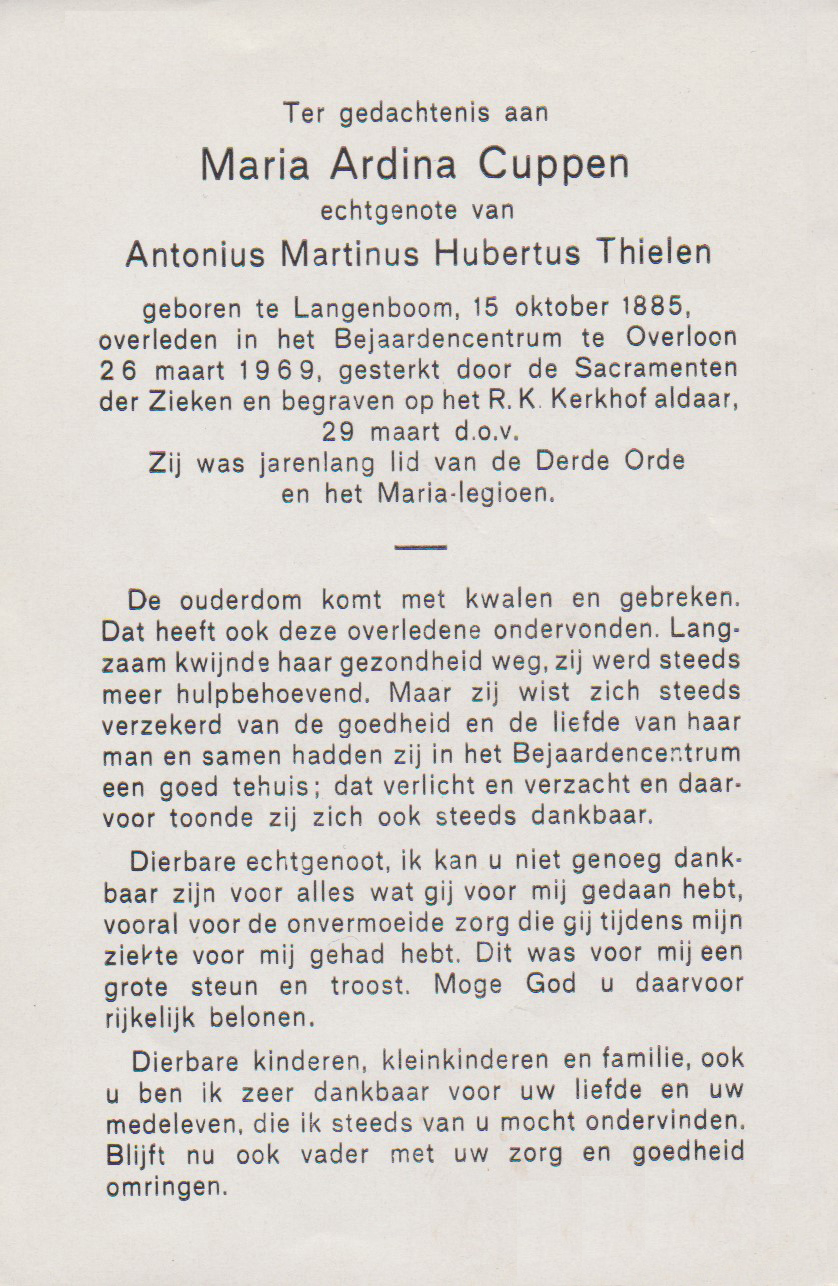 Ter gedachtenis aan
Maria Ardina Cuppen
echtgenote van
Antonius Martinus Hubertus Thielen
geboren te Langenboom, 15 oktober 1885,
overleden in het Bejaardencentrum te Overloon
26 maart 1969, gesterkt door de Sacramenten
der Zieken en begraven op het R. K. Kerkhof aldaar,
29 maart d.o.v.
Zij was jarenlang lid van de Derde Orde
en het Maria-legioen.
De ouderdom komt met kwalen en gebreken.
Dat heeft ook deze overledene ondervonden. Lang-
zaam kwijnde haar gezondheid weg, zij werd steeds
meer hulpbehoevend. Maar zij wist zich steeds
verzekerd van de goedheid en de liefde van haar
man en samen hadden zij in het Bejaardencentrum
een goed tehuis; dat verlicht en verzacht en daar-
voor toonde zij zich ook steeds dankbaar.
Dierbare echtgenoot, ik kan u niet genoeg dank-
baar zijn voor alles wat gij voor mij gedaan hebt,
vooral voor de onvermoeide zorg die gij tijdens mijn
ziekte voor mij gehad hebt. Dit was voor mij een
grote steun en troost. Moge God u daarvoor
rijkelijk belonen.
Dierbare kinderen, kleinkinderen en familie, ook
u ben ik zeer dankbaar voor uw liefde en uw
medeleven, die ik steeds van u mocht ondervinden.
Blijft nu ook vader met uw zorg en goedheid
omringen.